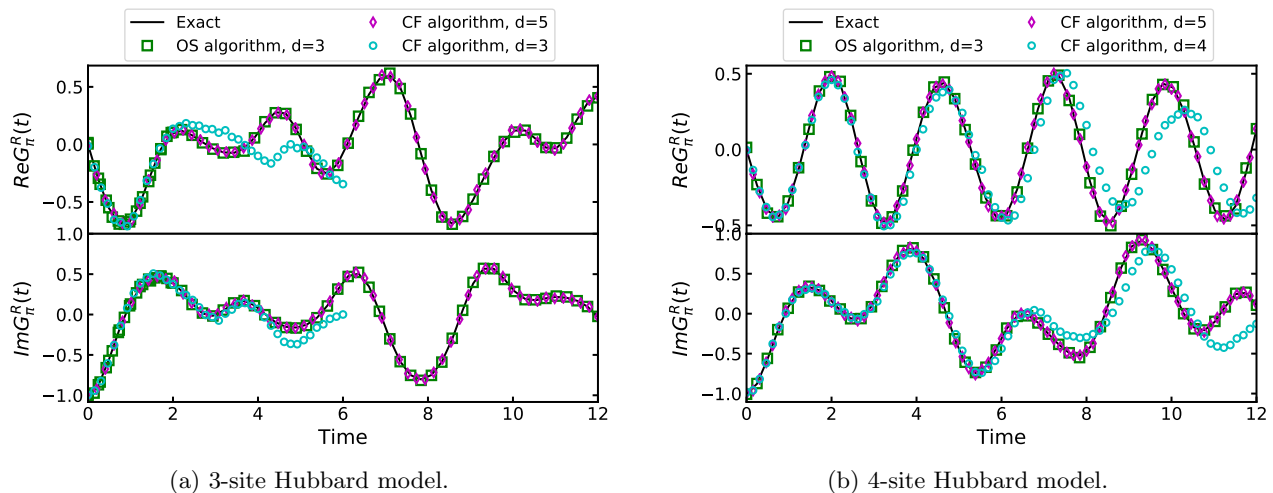 Exact
OS algorithm, d=3
CF algorithm, d=5
CF algorithm, d=3
ReG^R_π(t)
0.5
0.0
−0.5
ImG^R_π(t)
1.0
0.5
0.0
−0.5
−1.0
0 2 4 6 8 10 12
Time
(a) 3-site Hubbard model.
Exact
OS algorithm, d=3
CF algorithm, d=5
CF algorithm, d=4
ReG^R_π(t)
0.5
0.0
−0.5
ImG^R_π(t)
1.0
0.5
0.0
−0.5
−1.0
0 2 4 6 8 10 12
Time
(b) 4-site Hubbard model.